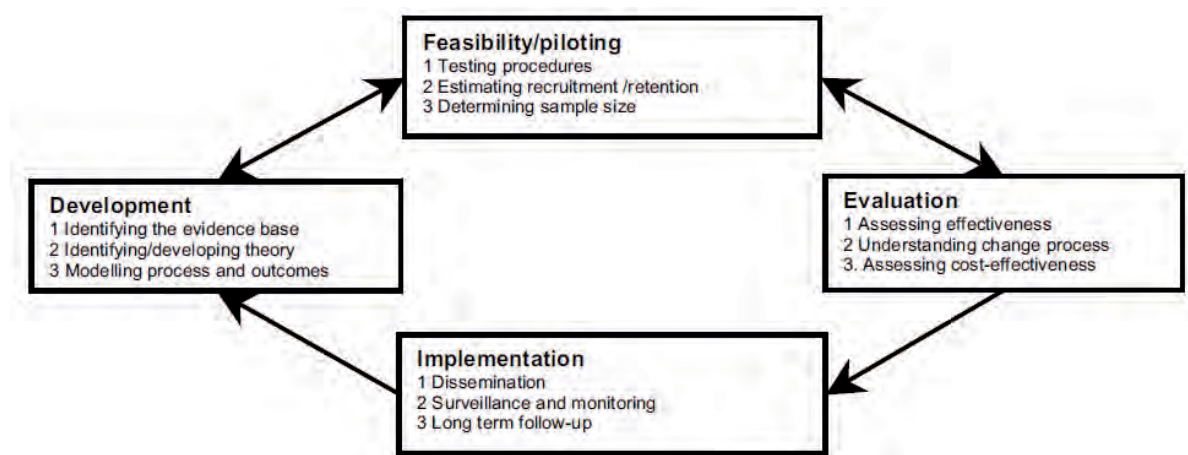 Feasibility/piloting
1 Testing procedures
2 Estimating recruitment /retention
3 Determining sample size
Development
1 Identifying the evidence base
2 Identifying/developing theory
3 Modelling process and outcomes
Evaluation
1 Assessing effectiveness
2 Understanding change process
3. Assessing cost-effectiveness
Implementation
1 Dissemination
2 Surveillance and monitoring
3 Long term follow-up